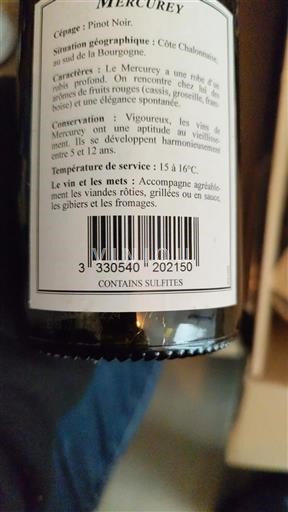 MERCUREY
Cépage : Pinot Noir.
Situation géographique : Côte Chalonnaise,
au sud de la Bourgogne.
Caractères : Le Mercurey a une robe d'un
rubis profond. On rencontre chez lui des
arômes de fruits rouges (cassis, groseille, fram-
boise) et une élégance spontanée.
Conservation : Vigoureux, les vins de
Mercurey ont une aptitude au vieillisse-
ment. Ils se développent harmonieusement
entre 5 et 12 ans.
Température de service : 15 à 16°C.
Le vin et les mets : Accompagne agréable-
ment les viandes rôties, grillées ou en sauce,
les gibiers et les fromages.
3 330540 202150
CONTAINS SULFITES